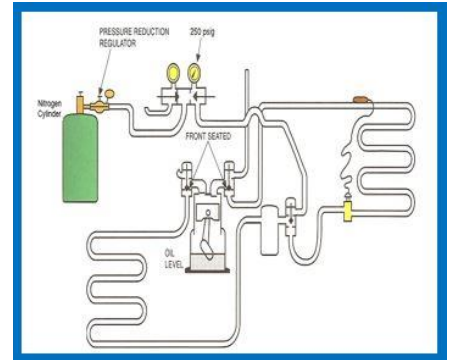 PRESSURE REDUCTION
REGULATOR
250 psig
Nitrogen
Cylinder
FRONT SEATED
OIL
LEVEL